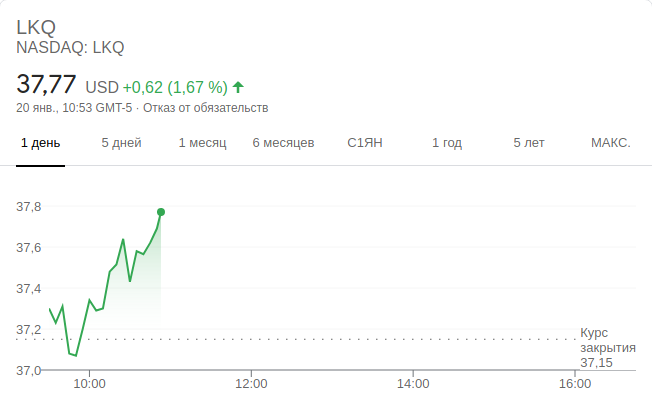 LKQ
NASDAQ: LKQ
37,77 USD +0,62 (1,67 %)
20 янв., 10:53 GMT-5 · Отказ от обязательств
1 день 5 дней 1 месяц 6 месяцев С1ЯН 1 год 5 лет МАКС.
37,8
37,6
37,4
37,2
37,0
Курс
закрытия
37,15
10:00 12:00 14:00 16:00